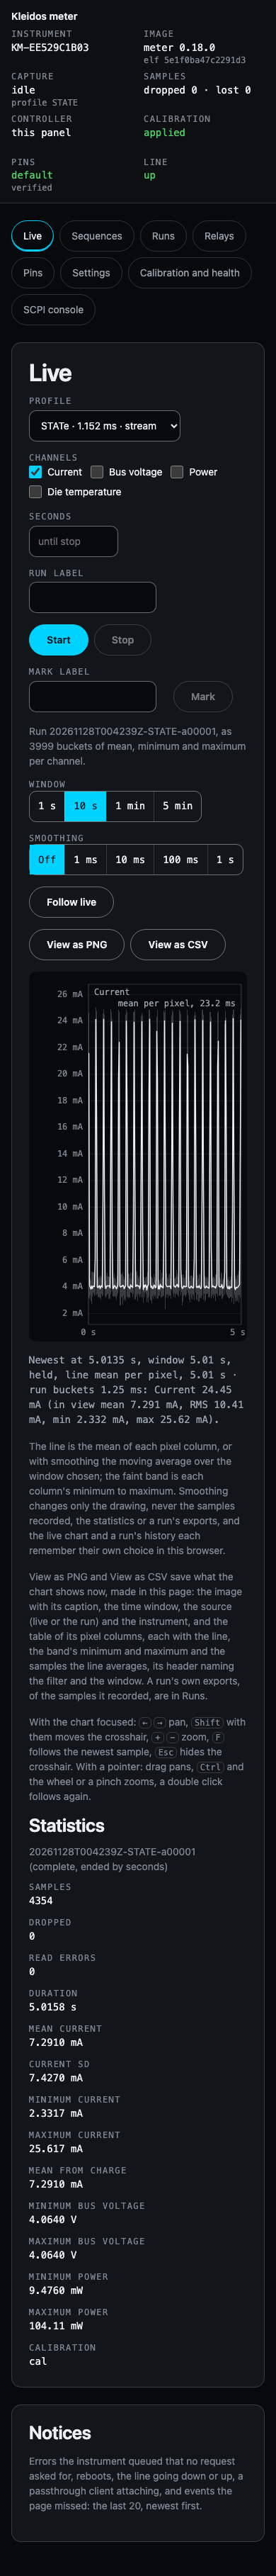 Kleidos meter
INSTRUMENT
KM-EE529C1B03
IMAGE
meter 0.18.0
elf 5e1f0ba47c2291d3
CAPTURE
idle
profile STATE
SAMPLES
dropped 0 · lost 0
CONTROLLER
this panel
CALIBRATION
applied
PINS
default
verified
LINE
up
Live
Sequences
Runs
Relays
Pins
Settings
Calibration and health
SCPI console
Live
PROFILE
STATe · 1.152 ms · stream
CHANNELS
Current
Bus voltage
Power
Die temperature
SECONDS
until stop
RUN LABEL
Start
Stop
MARK LABEL
Mark
Run 20261128T004239Z-STATE-a00001, as
3999 buckets of mean, minimum and maximum
per channel.
WINDOW
1 s
10 s
1 min
5 min
SMOOTHING
Off
1 ms
10 ms
100 ms
1 s
Follow live
View as PNG
View as CSV
Current
mean per pixel, 23.2 ms
26 mA
24 mA
22 mA
20 mA
18 mA
16 mA
14 mA
12 mA
10 mA
8 mA
6 mA
4 mA
2 mA
0 s
5 s
Newest at 5.0135 s, window 5.01 s,
held, line mean per pixel, 5.01 s ·
run buckets 1.25 ms: Current 24.45
mA (in view mean 7.291 mA, RMS 10.41
mA, min 2.332 mA, max 25.62 mA).
The line is the mean of each pixel column, or
with smoothing the moving average over the
window chosen; the faint band is each
column's minimum to maximum. Smoothing
changes only the drawing, never the samples
recorded, the statistics or a run's exports, and
the live chart and a run's history each
remember their own choice in this browser.
View as PNG and View as CSV save what the
chart shows now, made in this page: the image
with its caption, the time window, the source
(live or the run) and the instrument, and the
table of its pixel columns, each with the line,
the band's minimum and maximum and the
samples the line averages, its header naming
the filter and the window. A run's own exports,
of the samples it recorded, are in Runs.
With the chart focused: ← → pan, Shift with
them moves the crosshair, + − zoom, F
follows the newest sample, Esc hides the
crosshair. With a pointer: drag pans, Ctrl and
the wheel or a pinch zooms, a double click
follows again.
Statistics
20261128T004239Z-STATE-a00001
(complete, ended by seconds)
SAMPLES
4354
DROPPED
0
READ ERRORS
0
DURATION
5.0158 s
MEAN CURRENT
7.2910 mA
CURRENT SD
7.4270 mA
MINIMUM CURRENT
2.3317 mA
MAXIMUM CURRENT
25.617 mA
MEAN FROM CHARGE
7.2910 mA
MINIMUM BUS VOLTAGE
4.0640 V
MAXIMUM BUS VOLTAGE
4.0640 V
MINIMUM POWER
9.4760 mW
MAXIMUM POWER
104.11 mW
CALIBRATION
cal
Notices
Errors the instrument queued that no request
asked for, reboots, the line going down or up, a
passthrough client attaching, and events the
page missed: the last 20, newest first.